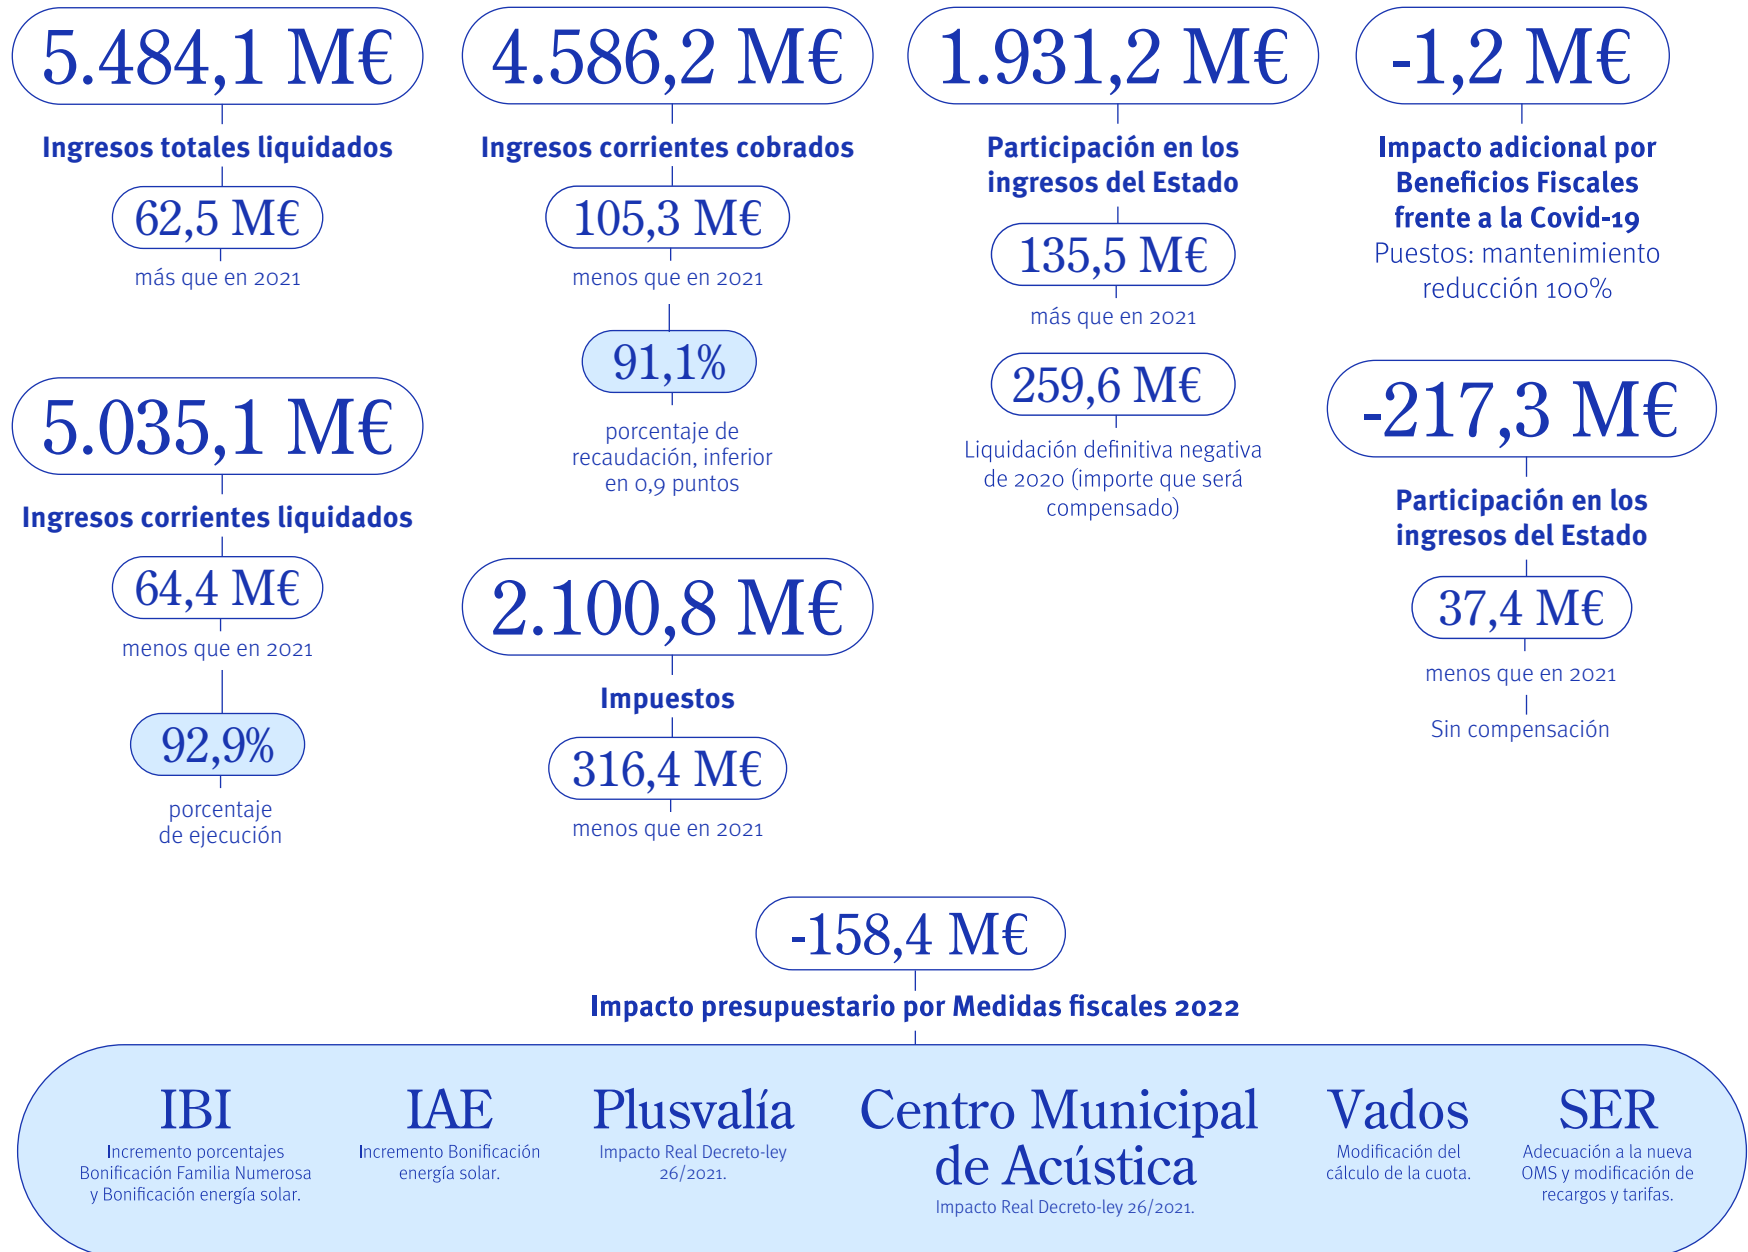 5.484,1 M€
Ingresos totales liquidados
62,5 M€
más que en 2021
5.035,1 M€
Ingresos corrientes liquidados
64,4 M€
menos que en 2021
92,9%
porcentaje
de ejecución
4.586,2 M€
Ingresos corrientes cobrados
105,3 M€
menos que en 2021
91,1%
porcentaje de
recaudación, inferior
en 0,9 puntos
2.100,8 M€
Impuestos
316,4 M€
menos que en 2021
1.931,2 M€
Participación en los
ingresos del Estado
135,5 M€
más que en 2021
259,6 M€
Liquidación definitiva negativa
de 2020 (importe que será
compensado)
-1,2 M€
Impacto adicional por
Beneficios Fiscales
frente a la Covid-19
Puestos: mantenimiento
reducción 100%
-217,3 M€
Participación en los
ingresos del Estado
37,4 M€
menos que en 2021
Sin compensación
-158,4 M€
Impacto presupuestario por Medidas fiscales 2022
IBI
Incremento porcentajes
Bonificación Familia Numerosa
y Bonificación energía solar.
IAE
Incremento Bonificación
energía solar.
Plusvalía
Impacto Real Decreto-ley
26/2021.
Centro Municipal
de Acústica
Impacto Real Decreto-ley 26/2021.
Vados
Modificación del
cálculo de la cuota.
SER
Adecuación a la nueva
OMS y modificación de
recargos y tarifas.